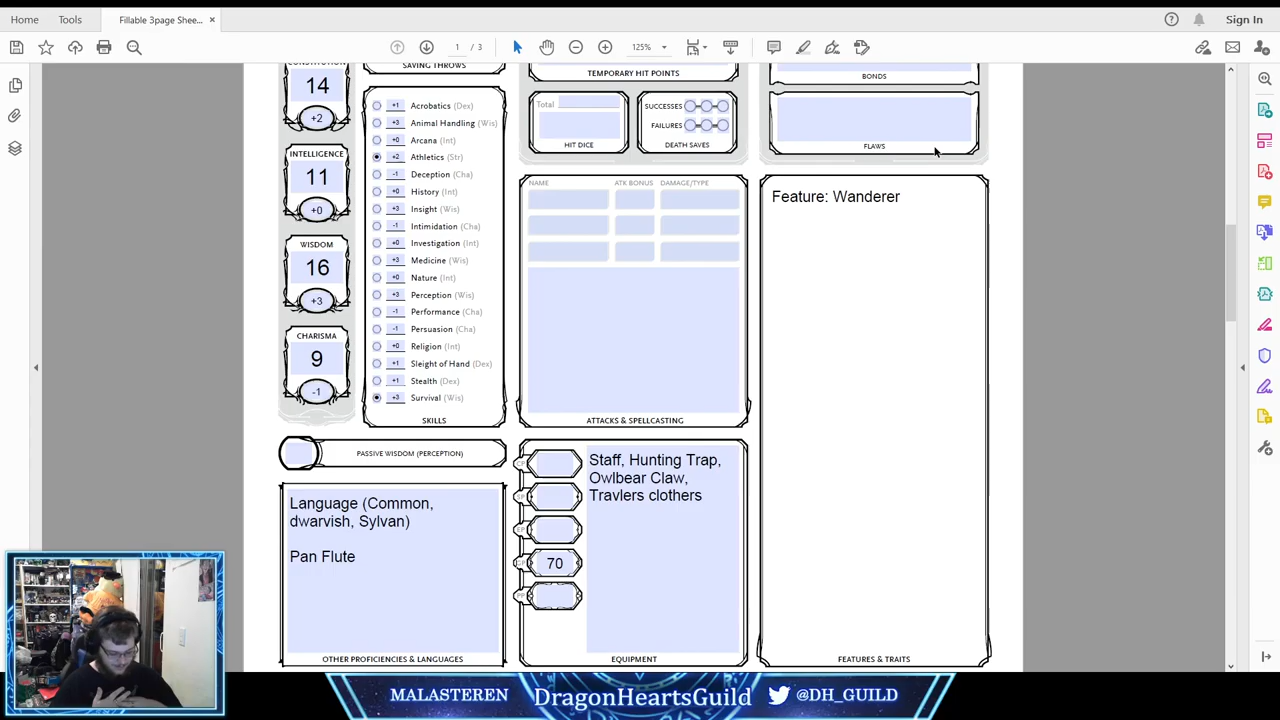 Home
Tools
Fillable 3page Shee... ×
Sign In
1 / 3
125%
CONSTITUTION
14
+2
INTELLIGENCE
11
+0
WISDOM
16
+3
CHARISMA
9
-1
SAVING THROWS
+1 Acrobatics (Dex)
+3 Animal Handling (Wis)
+0 Arcana (Int)
+2 Athletics (Str)
-1 Deception (Cha)
+0 History (Int)
+3 Insight (Wis)
-1 Intimidation (Cha)
+0 Investigation (Int)
+3 Medicine (Wis)
+0 Nature (Int)
+3 Perception (Wis)
-1 Performance (Cha)
-1 Persuasion (Cha)
+0 Religion (Int)
+1 Sleight of Hand (Dex)
+1 Stealth (Dex)
+3 Survival (Wis)
SKILLS
PASSIVE WISDOM (PERCEPTION)
Language (Common,
dwarvish, Sylvan)
Pan Flute
OTHER PROFICIENCIES & LANGUAGES
TEMPORARY HIT POINTS
Total
HIT DICE
SUCCESSES
FAILURES
DEATH SAVES
NAME ATK BONUS DAMAGE/TYPE
ATTACKS & SPELLCASTING
CP
SP
EP
GP 70
PP
Staff, Hunting Trap,
Owlbear Claw,
Travlers clothers
EQUIPMENT
BONDS
FLAWS
Feature: Wanderer
FEATURES & TRAITS
MALASTEREN DragonHeartsGuild @DH_GUILD